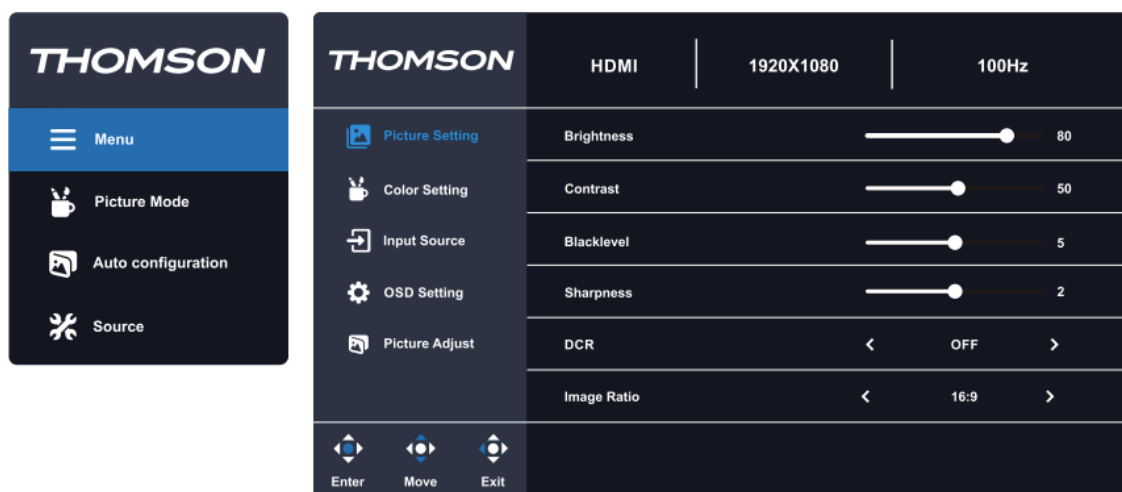 THOMSON
Menu
Picture Mode
Auto configuration
Source
THOMSON
HDMI 1920X1080 100Hz
Picture Setting
Color Setting
Input Source
OSD Setting
Picture Adjust
Brightness 80
Contrast 50
Blacklevel 5
Sharpness 2
DCR OFF
Image Ratio 16:9
Enter Move Exit